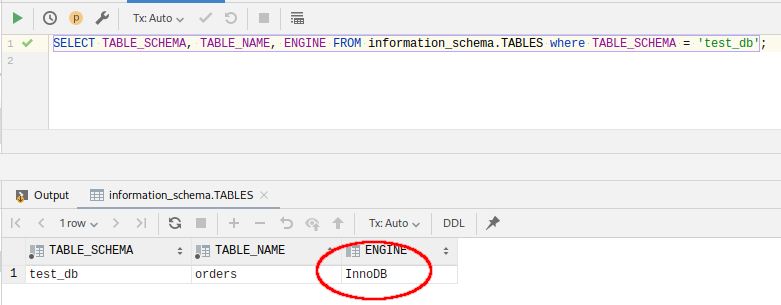 Tx: Auto
1 SELECT TABLE_SCHEMA, TABLE_NAME, ENGINE FROM information_schema.TABLES where TABLE_SCHEMA = 'test_db';
2
Output information_schema.TABLES
1 row Tx: Auto DDL
TABLE_SCHEMA TABLE_NAME ENGINE
1 test_db orders InnoDB